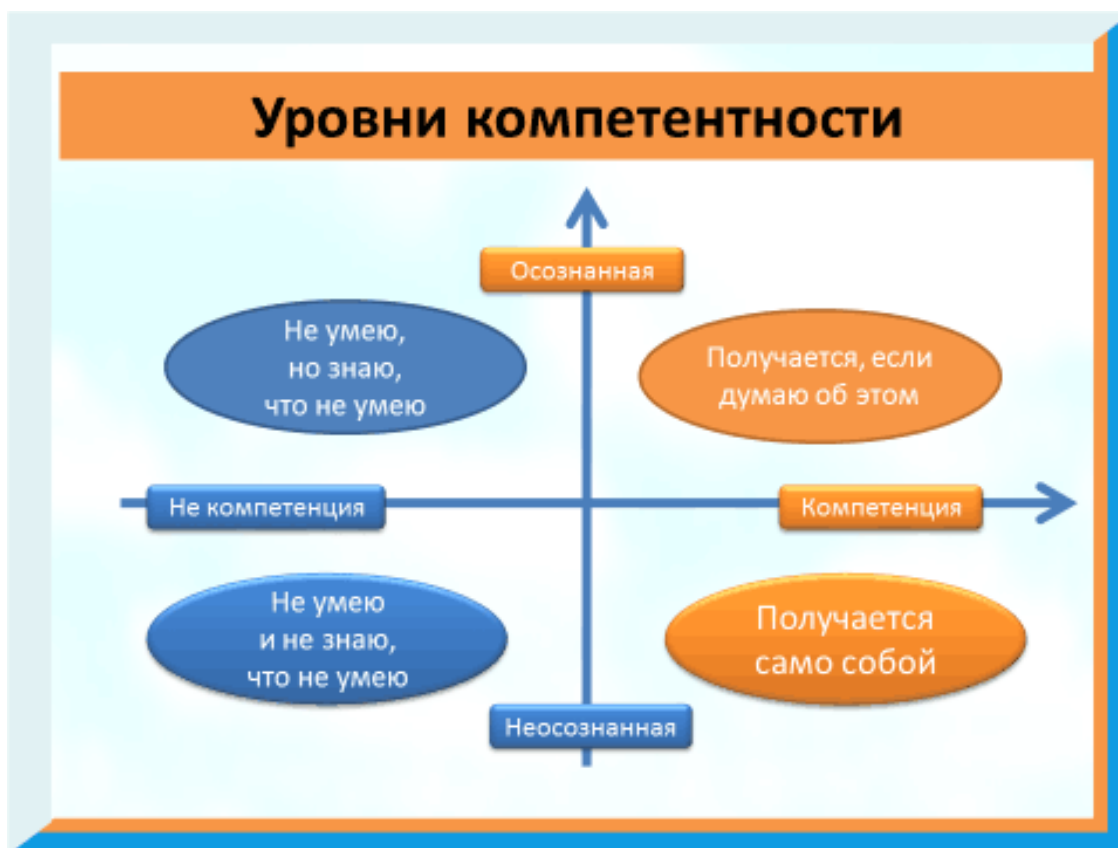 Уровни компетентности
Осознанная
Не умею,
но знаю,
что не умею
Получается, если
думаю об этом
Не компетенция
Компетенция
Не умею
и не знаю,
что не умею
Получается
само собой
Неосознанная